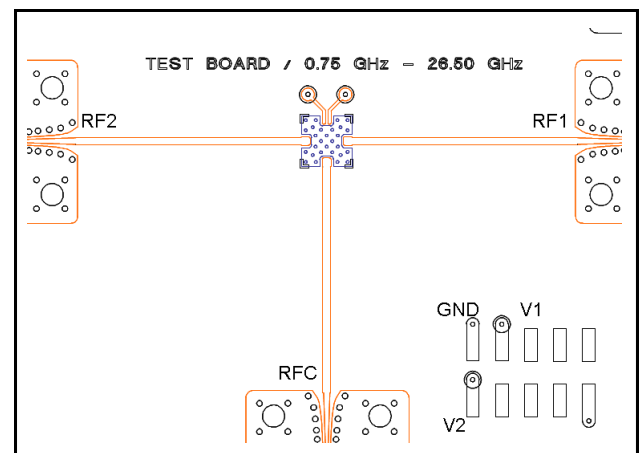 TEST BOARD / 0.75 GHz - 26.50 GHz
RF2
RF1
GND V1
RFC
V2